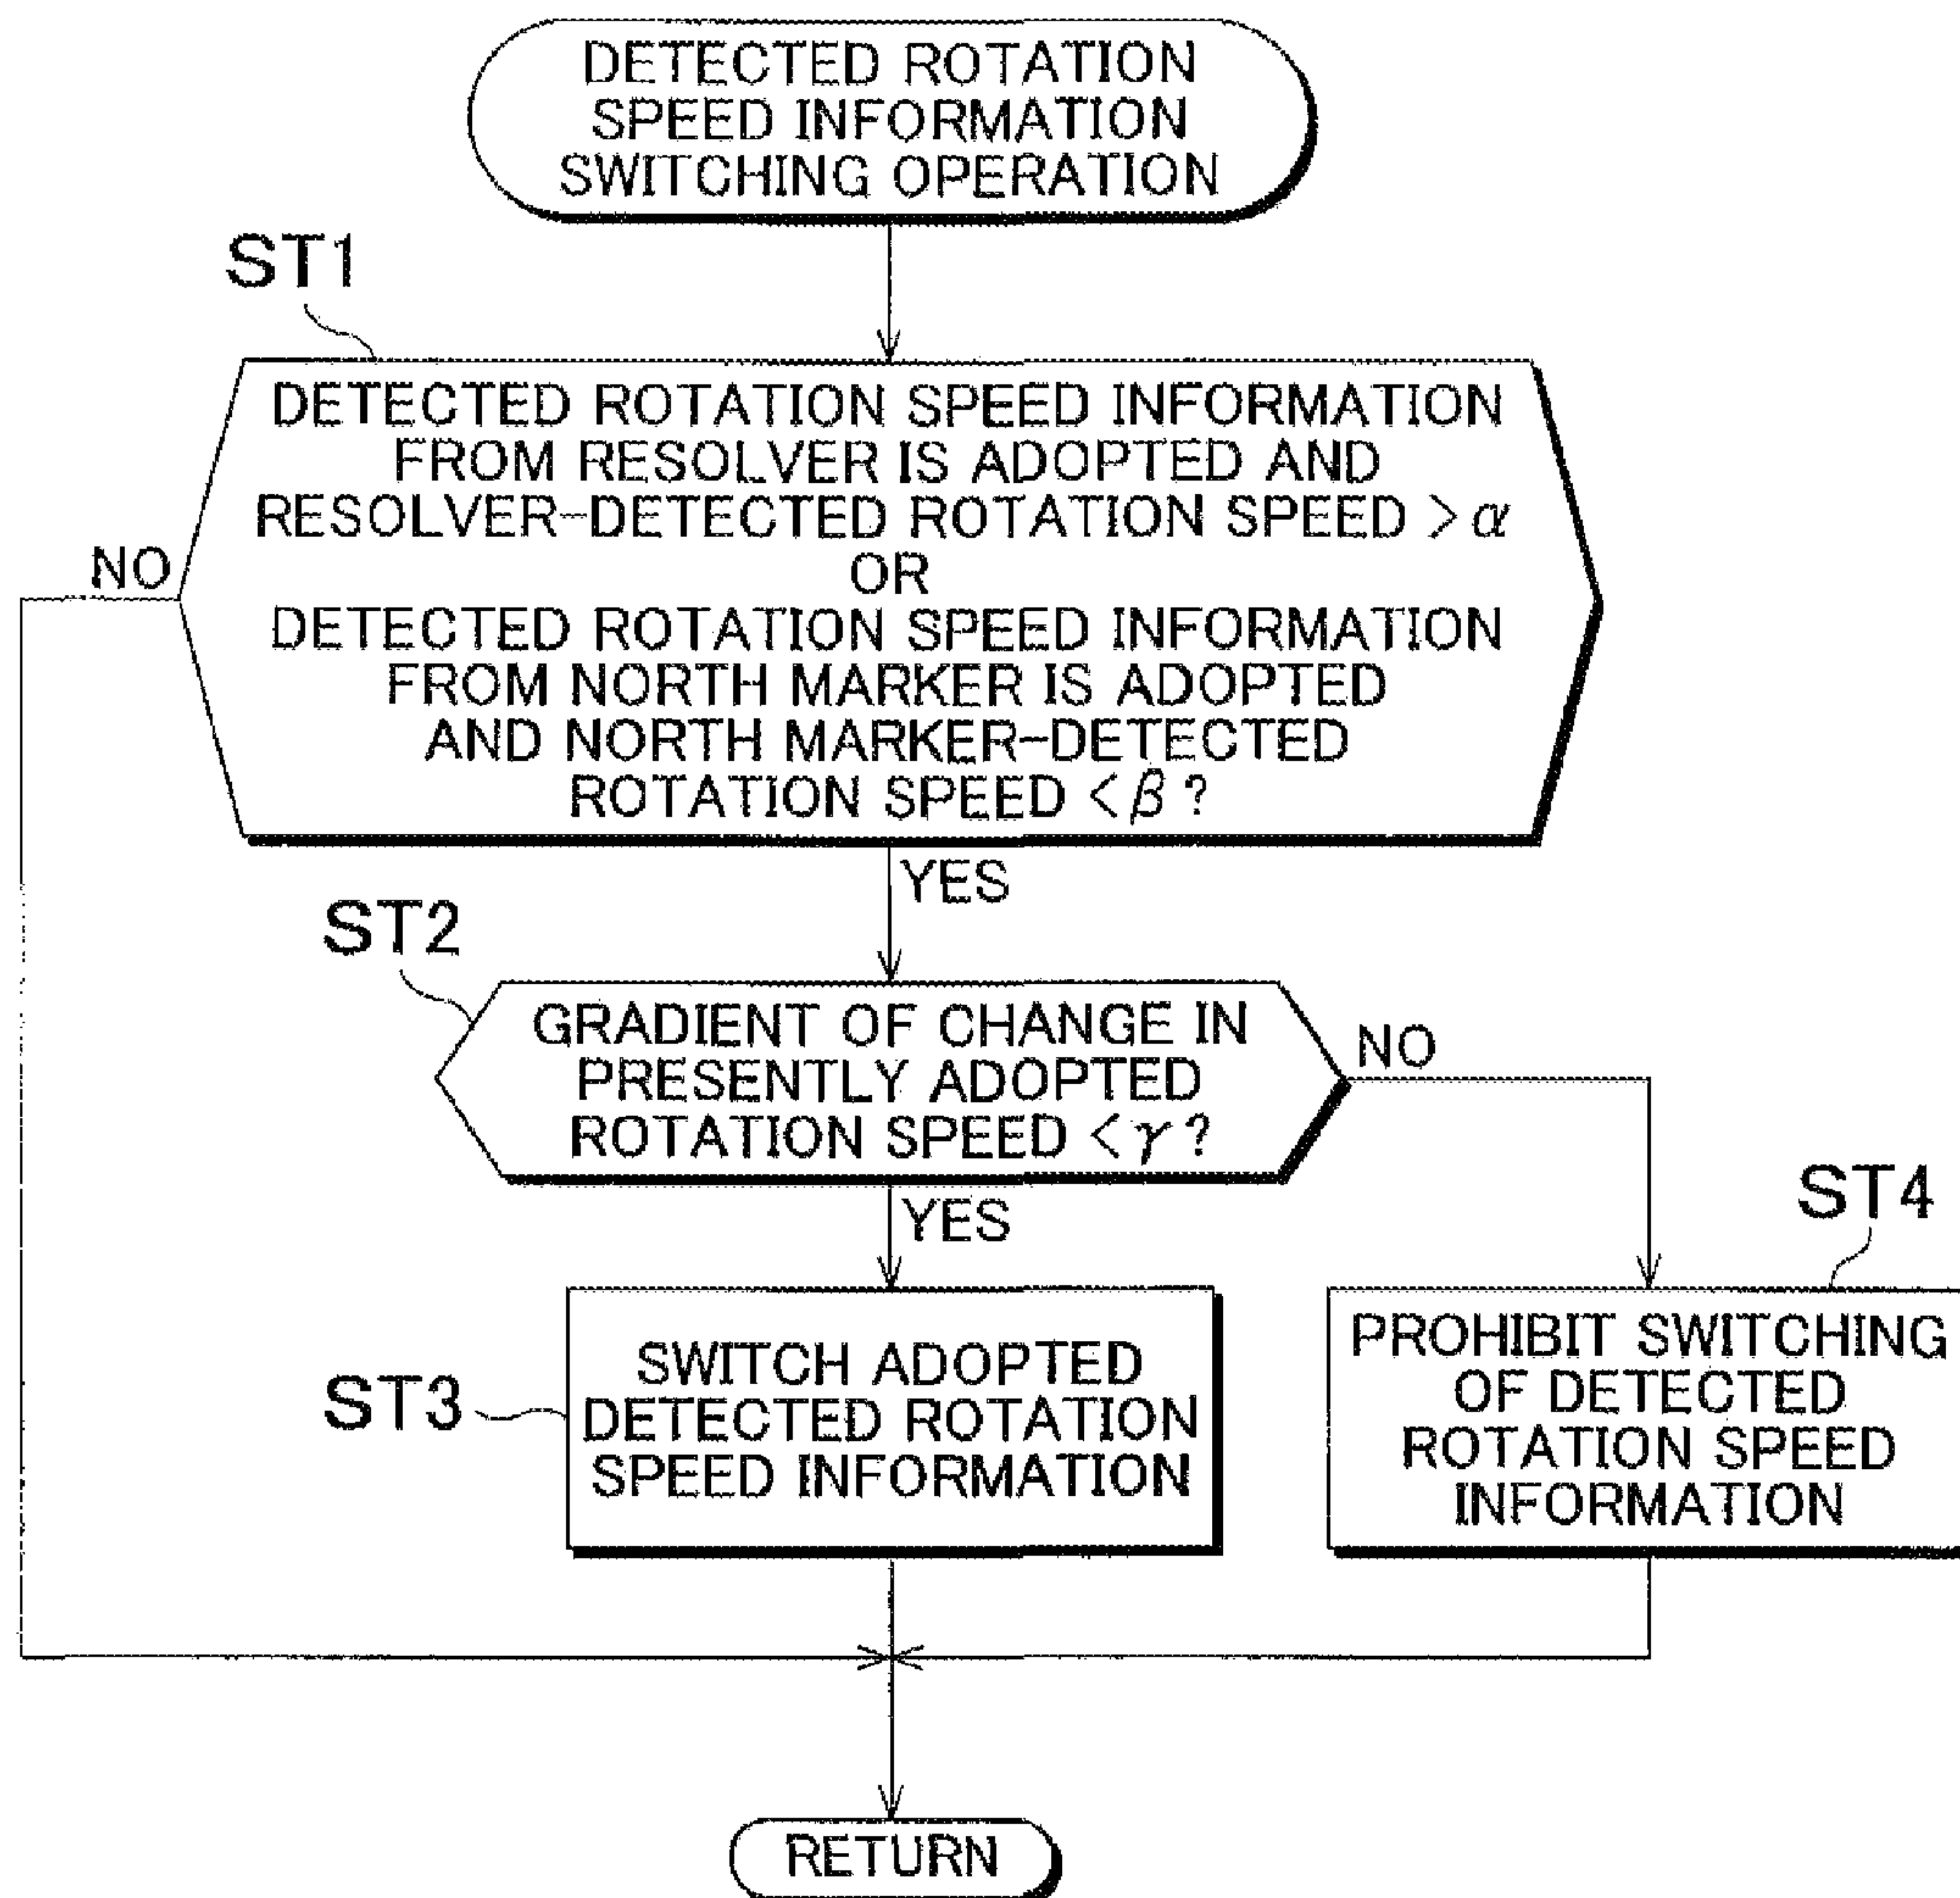 DETECTED ROTATION
SPEED INFORMATION
SWITCHING OPERATION
ST1
DETECTED ROTATION SPEED INFORMATION
FROM RESOLVER IS ADOPTED AND
RESOLVER-DETECTED ROTATION SPEED > α
OR
DETECTED ROTATION SPEED INFORMATION
FROM NORTH MARKER IS ADOPTED
AND NORTH MARKER-DETECTED
ROTATION SPEED < β ?
NO
YES
ST2
GRADIENT OF CHANGE IN
PRESENTLY ADOPTED
ROTATION SPEED < γ ?
NO
YES
ST3
SWITCH ADOPTED
DETECTED ROTATION
SPEED INFORMATION
ST4
PROHIBIT SWITCHING
OF DETECTED
ROTATION SPEED
INFORMATION
RETURN